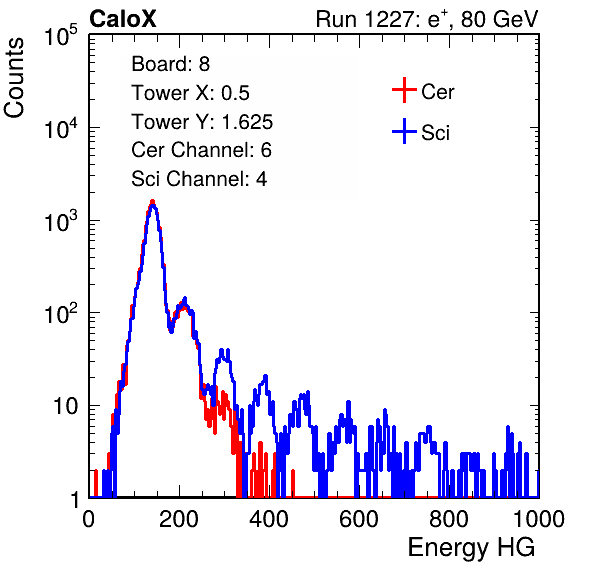 CaloX Run 1227: e⁺, 80 GeV
Counts
10⁵
10⁴
10³
10²
10
1
Board: 8
Tower X: 0.5
Tower Y: 1.625
Cer Channel: 6
Sci Channel: 4
Cer
Sci
0 200 400 600 800 1000
Energy HG